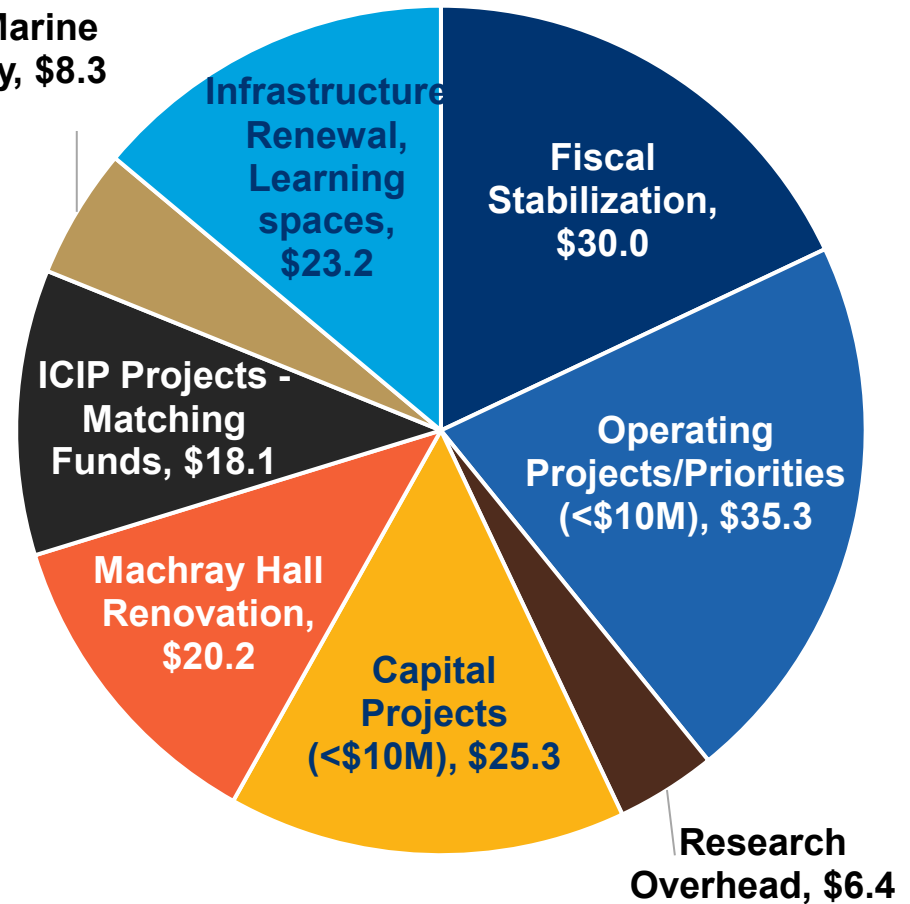 y, $8.3
Infrastructure
Renewal,
Learning
spaces,
$23.2
Fiscal
Stabilization,
$30.0
ICIP Projects -
Matching
Funds, $18.1
Operating
Projects/Priorities
(<$10M), $35.3
Machray Hall
Renovation,
$20.2
Capital
Projects
(<$10M), $25.3
Research
Overhead, $6.4